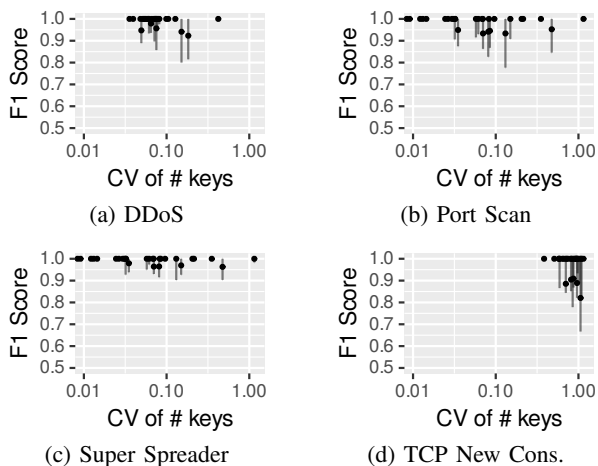 F1 Score
1.0
0.9
0.8
0.7
0.6
0.5
0.01 0.10 1.00
CV of # keys
(a) DDoS
F1 Score
1.0
0.9
0.8
0.7
0.6
0.5
0.01 0.10 1.00
CV of # keys
(b) Port Scan
F1 Score
1.0
0.9
0.8
0.7
0.6
0.5
0.01 0.10 1.00
CV of # keys
(c) Super Spreader
F1 Score
1.0
0.9
0.8
0.7
0.6
0.5
0.01 0.10 1.00
CV of # keys
(d) TCP New Cons.